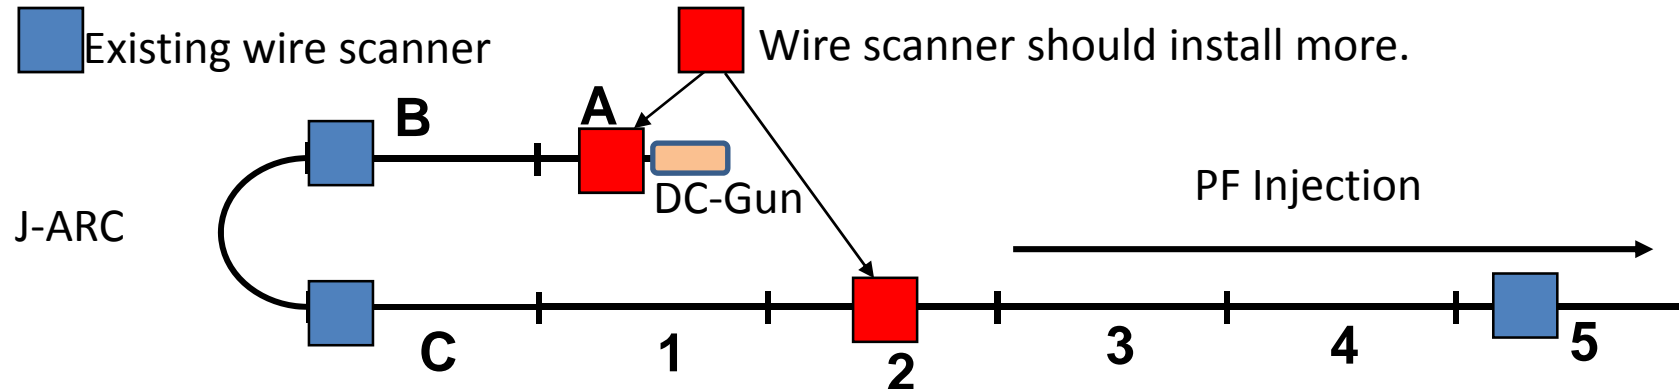 Existing wire scanner
Wire scanner should install more.
B
A
DC-Gun
PF Injection
J-ARC
C
1
2
3
4
5